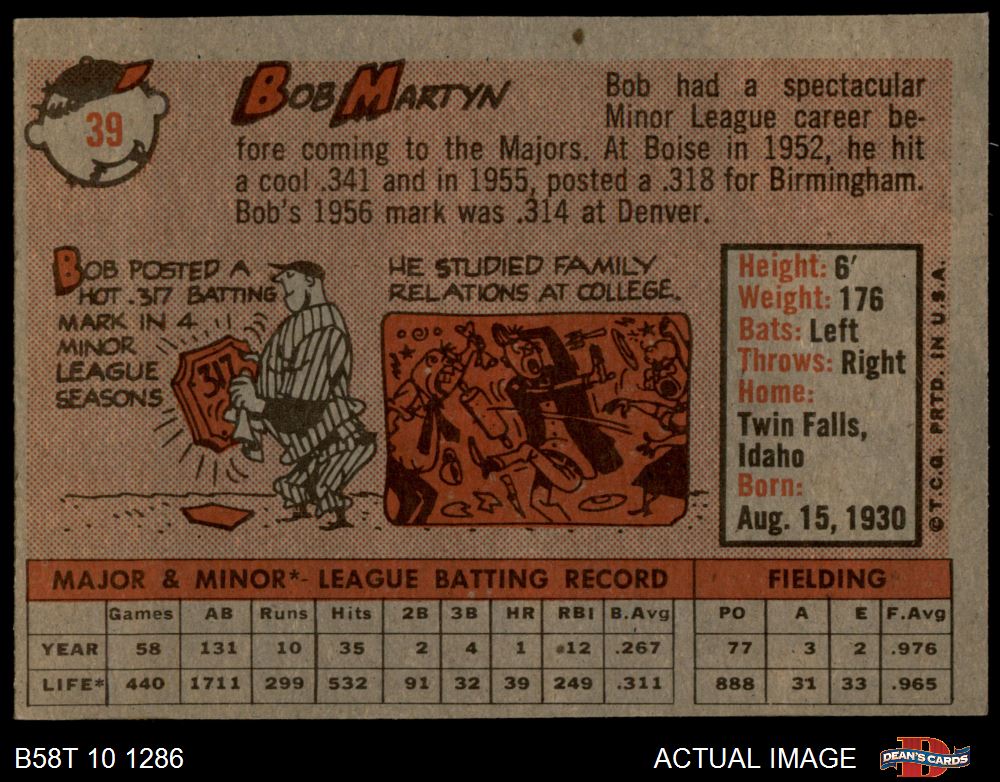 39
BOB MARTYN
Bob had a spectacular
Minor League career be-
fore coming to the Majors. At Boise in 1952, he hit
a cool .341 and in 1955, posted a .318 for Birmingham.
Bob's 1956 mark was .314 at Denver.
BOB POSTED A
HOT .317 BATTING
MARK IN 4
MINOR
LEAGUE
SEASONS
.317
HE STUDIED FAMILY
RELATIONS AT COLLEGE.
Height: 6′
Weight: 176
Bats: Left
Throws: Right
Home:
Twin Falls,
Idaho
Born:
Aug. 15, 1930
© T.C.G. PRTD. IN U.S.A.
MAJOR & MINOR*- LEAGUE BATTING RECORD FIELDING
Games AB Runs Hits 2B 3B HR RBI B.Avg PO A E F.Avg
YEAR 58 131 10 35 2 4 1 12 .267 77 3 2 .976
LIFE* 440 1711 299 532 91 32 39 249 .311 888 31 33 .965
B58T 10 1286 ACTUAL IMAGE DEAN'S CARDS